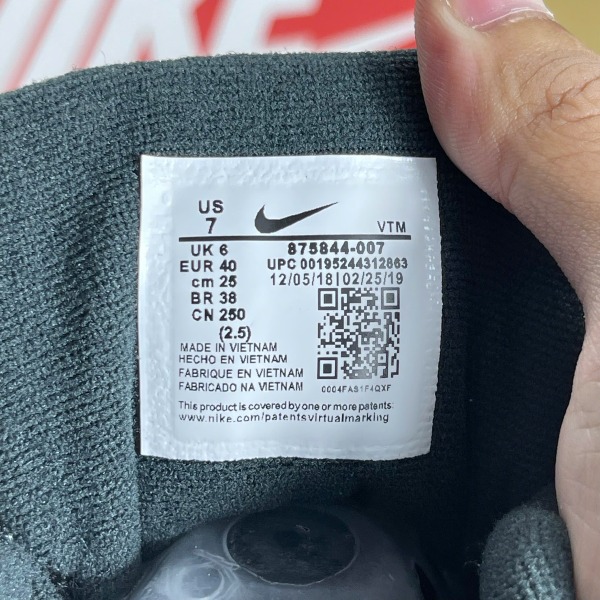 NIKE
US
7
VTM
UK 6
875844-007
EUR 40
UPC 00195244312863
cm 25
12/05/18|02/25/19
BR 38
CN 250
(2.5)
MADE IN VIETNAM
HECHO EN VIETNAM
FABRIQUE EN VIETNAM
FABRICADO NA VIETNAM
0004FAS1F4QXF
This product is covered by one or more patents:
www.nike.com/patentsvirtualmarking